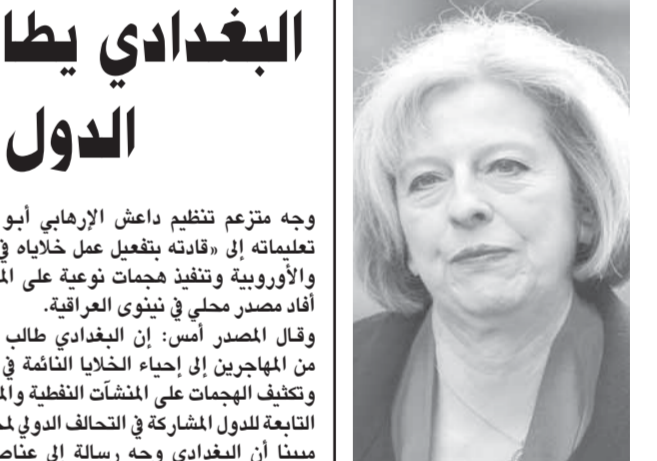 البغدادي يطا
الدول
وجه متزعم تنظيم داعش الإرهابي أبو
تعليماته إلى «قادته بتفعيل عمل خلاياه في
والأوروبية وتنفيذ هجمات نوعية على الم
أفاد مصدر محلي في نينوى العراقية.
وقال المصدر أمس: إن البغدادي طالب
من المهاجرين إلى إحياء الخلايا النائمة في
وتكثيف الهجمات على المنشآت النفطية والم
التابعة للدول المشاركة في التحالف الدولي لم
مبينا أن البغدادي وجه رسالة إلى عناص